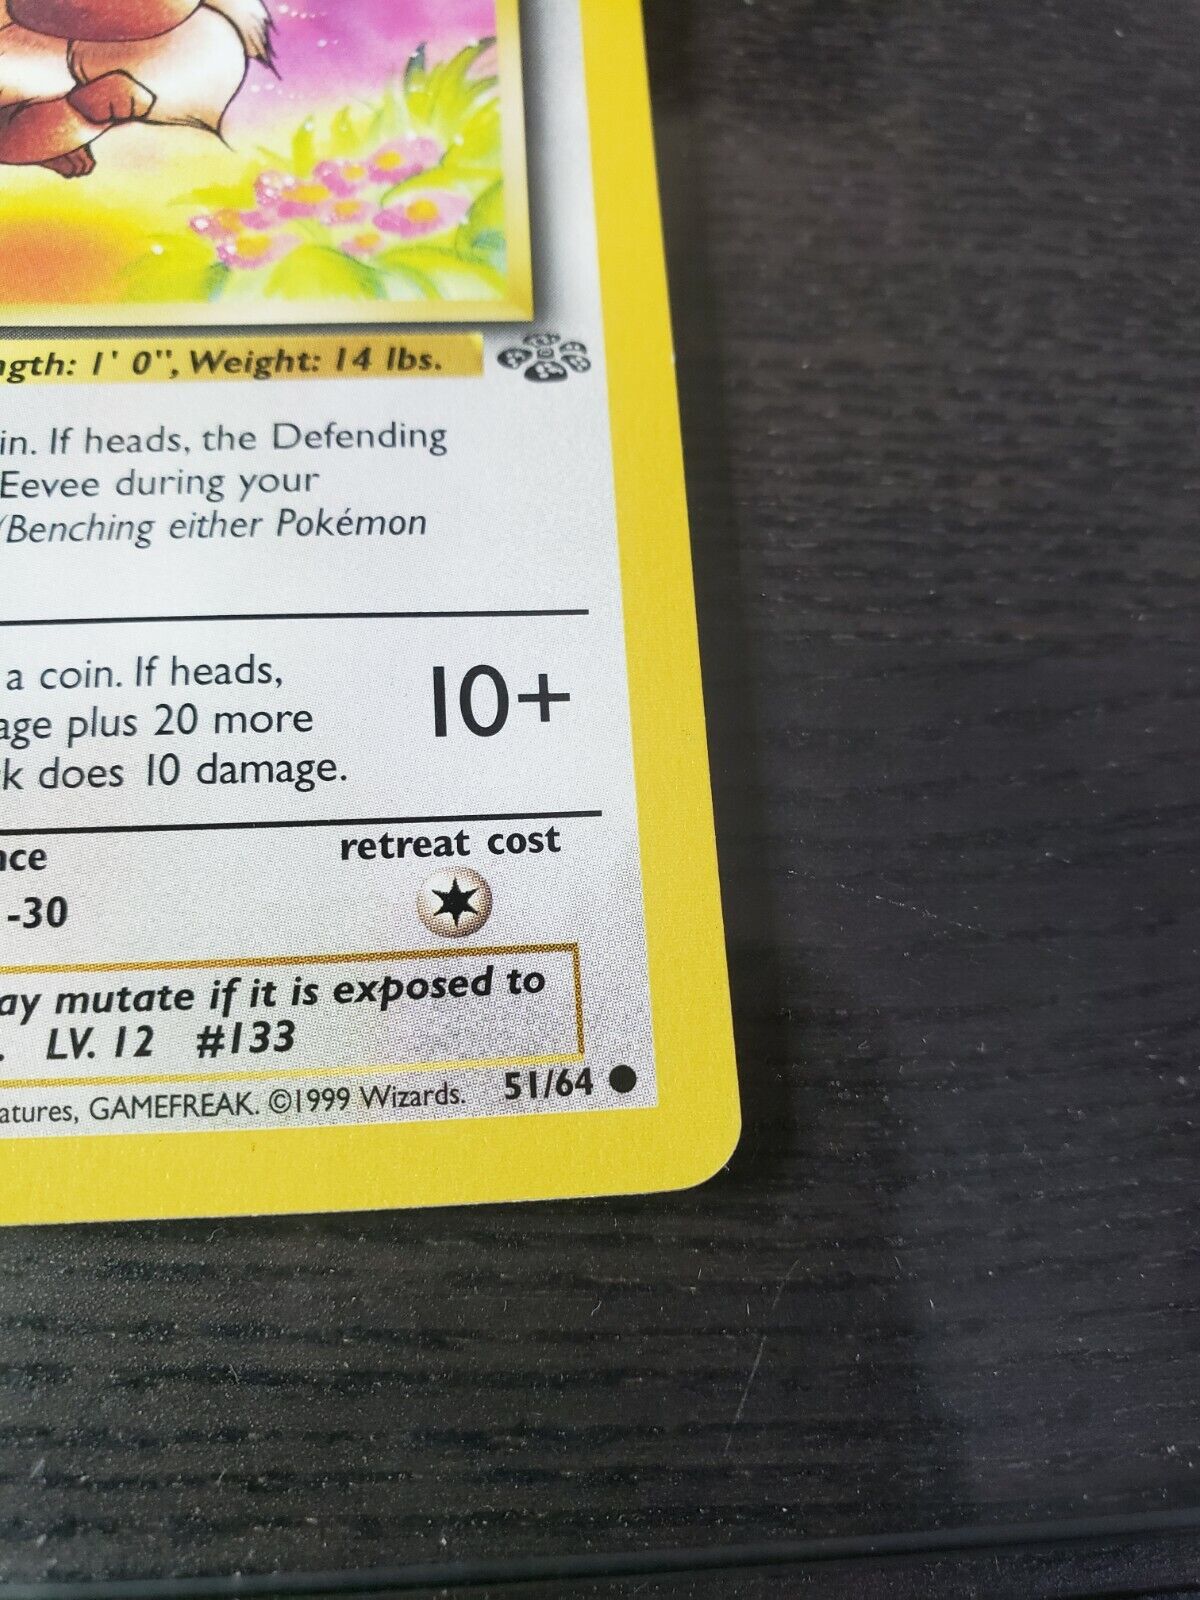 ngth: 1' 0", Weight: 14 lbs.
in. If heads, the Defending
Eevee during your
/Benching either Pokémon
a coin. If heads,
age plus 20 more
k does 10 damage.
10+
nce
retreat cost
-30
ay mutate if it is exposed to
. LV. 12 #133
atures, GAMEFREAK. ©1999 Wizards. 51/64 ●